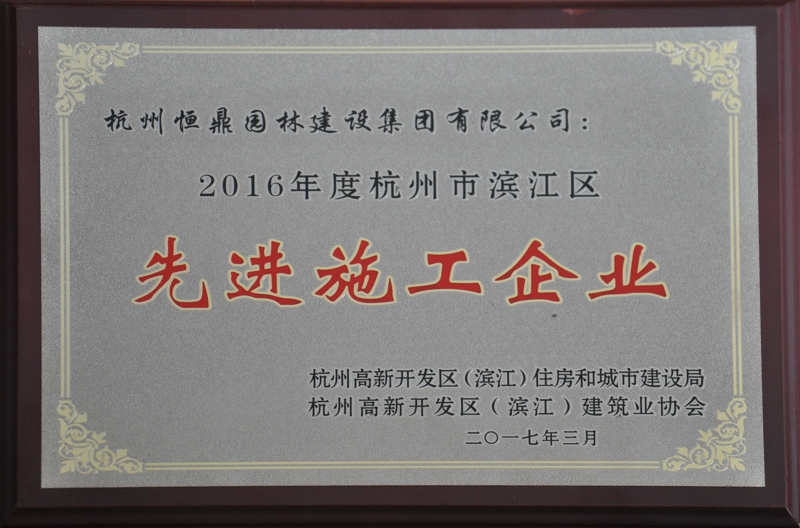 杭州恒鼎园林建设集团有限公司：
2016年度杭州市滨江区
先进施工企业
杭州高新开发区（滨江）住房和城市建设局
杭州高新开发区（滨江）建筑业协会
二〇一七年三月